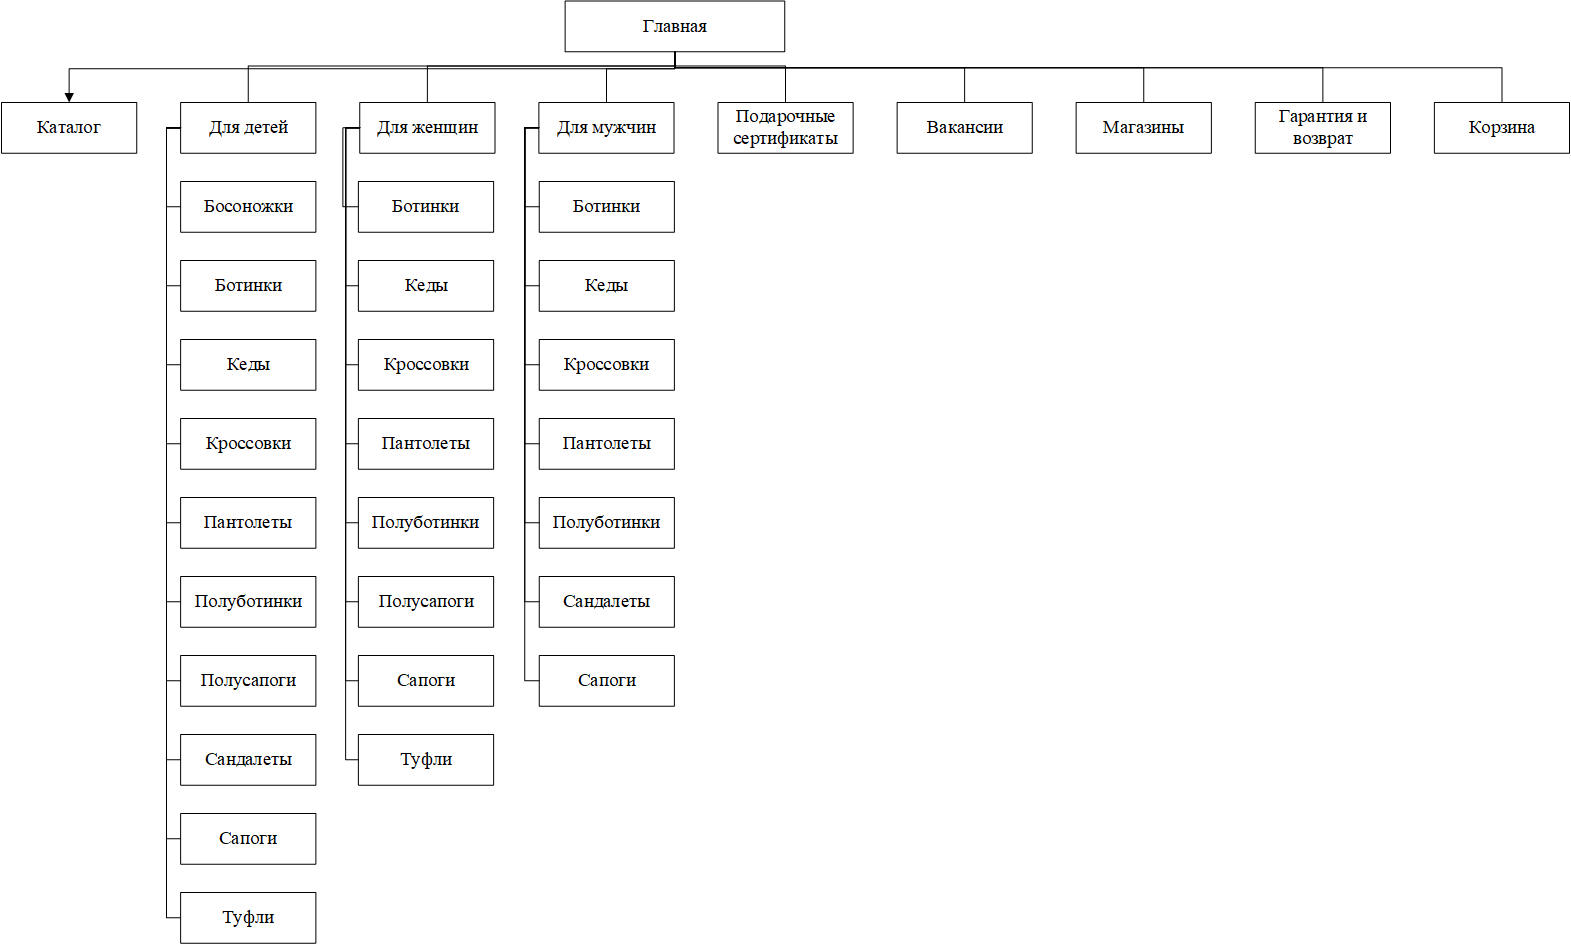 Главная
Каталог
Для детей
Для женщин
Для мужчин
Подарочные
сертификаты
Вакансии
Магазины
Гарантия и
возврат
Корзина
Босоножки
Ботинки
Кеды
Кроссовки
Пантолеты
Полуботинки
Полусапоги
Сандалеты
Сапоги
Туфли
Ботинки
Кеды
Кроссовки
Пантолеты
Полуботинки
Полусапоги
Сапоги
Туфли
Ботинки
Кеды
Кроссовки
Пантолеты
Полуботинки
Сандалеты
Сапоги